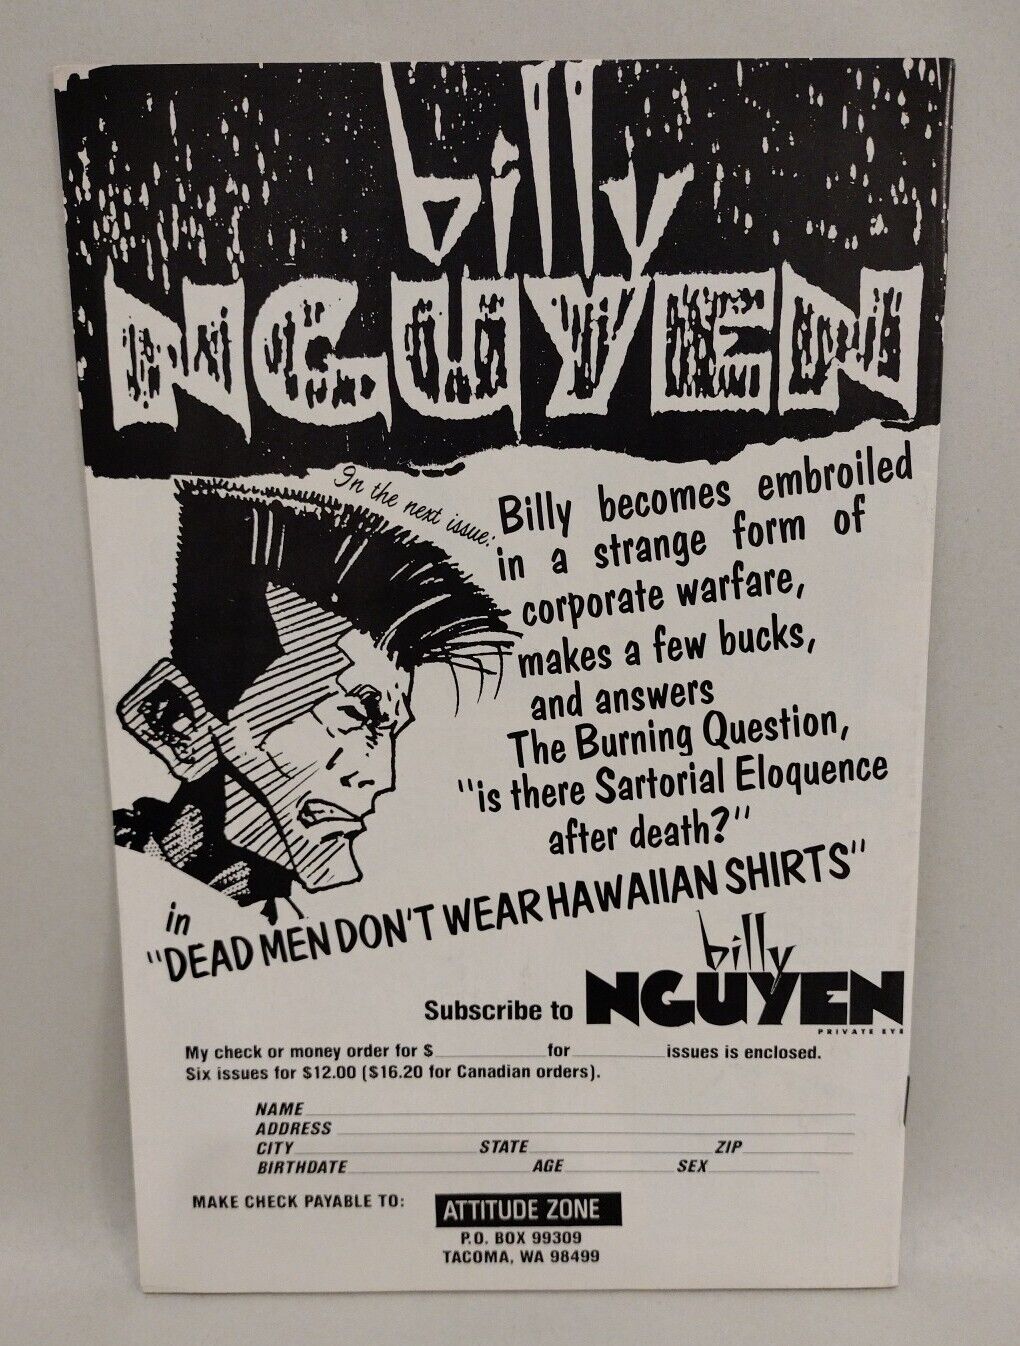 billy
NGUYEN
In the next issue:
Billy becomes embroiled
in a strange form of
corporate warfare,
makes a few bucks,
and answers
The Burning Question,
"is there Sartorial Eloquence
after death?"
in
"DEAD MEN DON'T WEAR HAWAIIAN SHIRTS"
Subscribe to billy NGUYEN
PRIVATE EYE
My check or money order for $ for issues is enclosed.
Six issues for $12.00 ($16.20 for Canadian orders).
NAME
ADDRESS
CITY STATE ZIP
BIRTHDATE AGE SEX
MAKE CHECK PAYABLE TO: ATTITUDE ZONE
P.O. BOX 99309
TACOMA, WA 98499